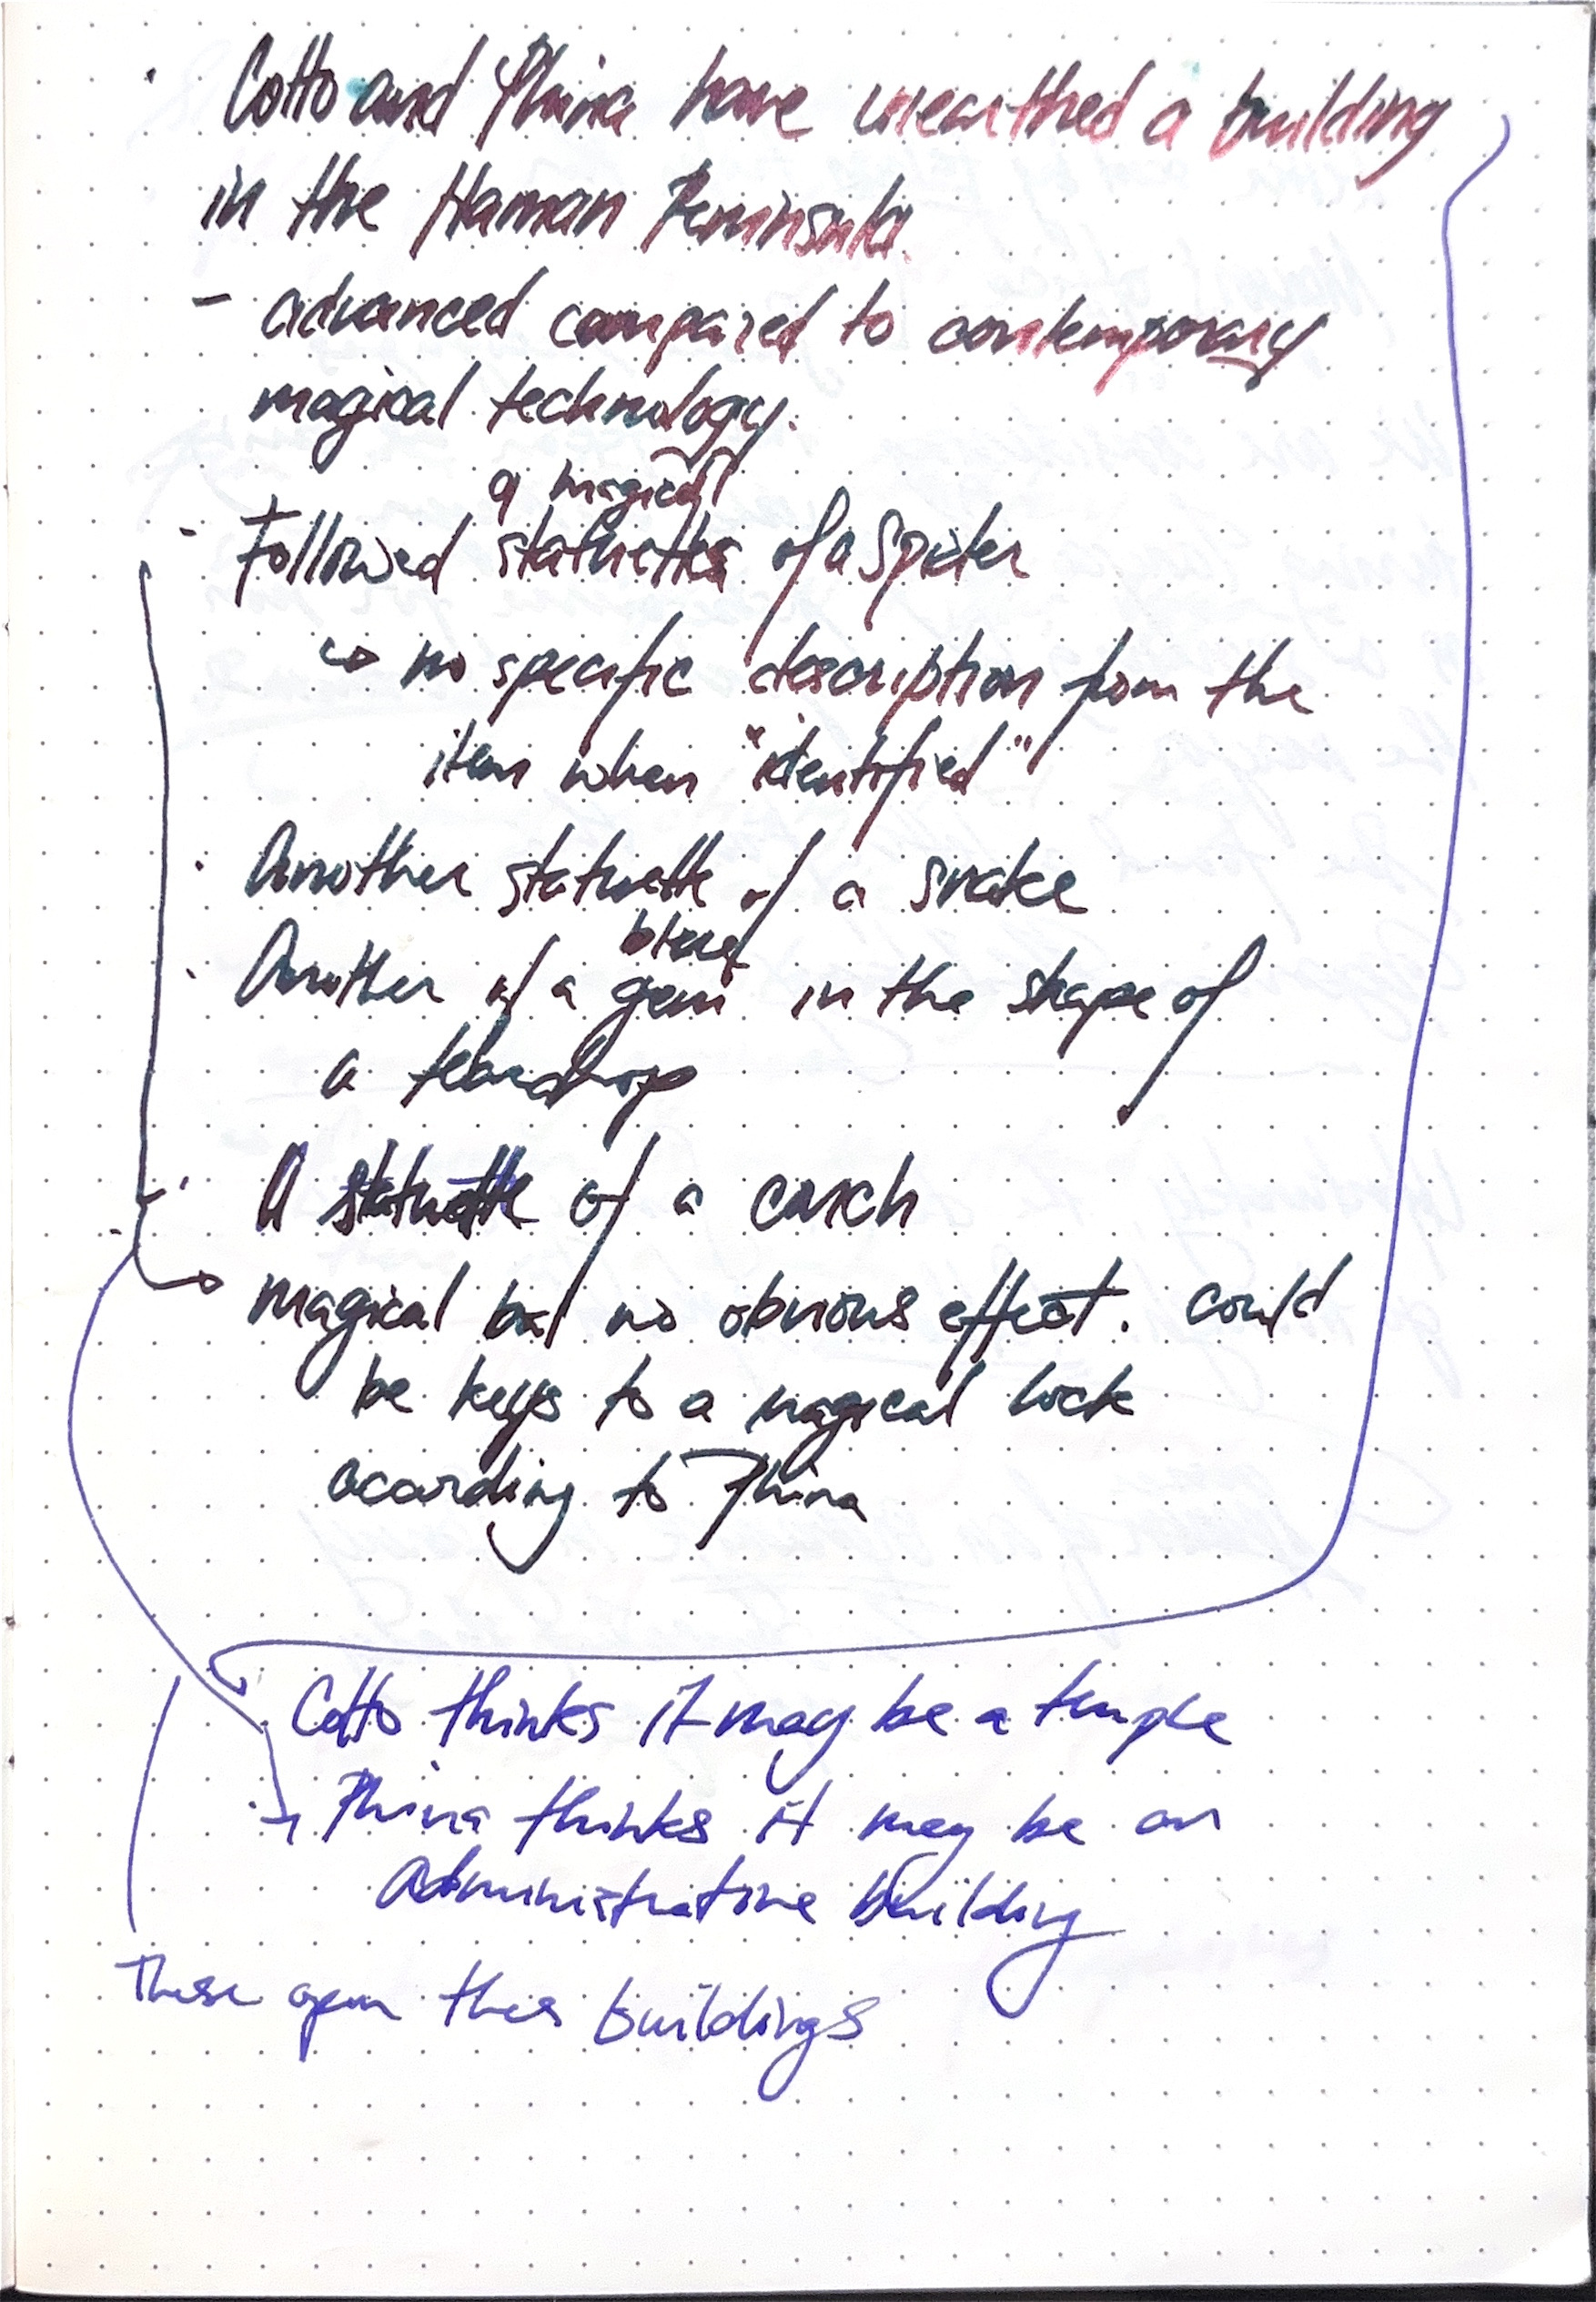 · Cotto and Phina have unearthed a building
in the Haman Peninsula.
- advanced compared to contemporary
magical technology.
a magical
· Followed statuette of a spider
↳ no specific description from the
item when "identified"
· Another statuette of a snake
blue
· Another of a gem in the shape of
a teardrop
· A statuette of a conch
→ magical but no obvious effect. could
be keys to a magical lock
acording to Phina
Cotto thinks it may be a temple
· → Phina thinks it may be an
Administrative building
These open this buildings